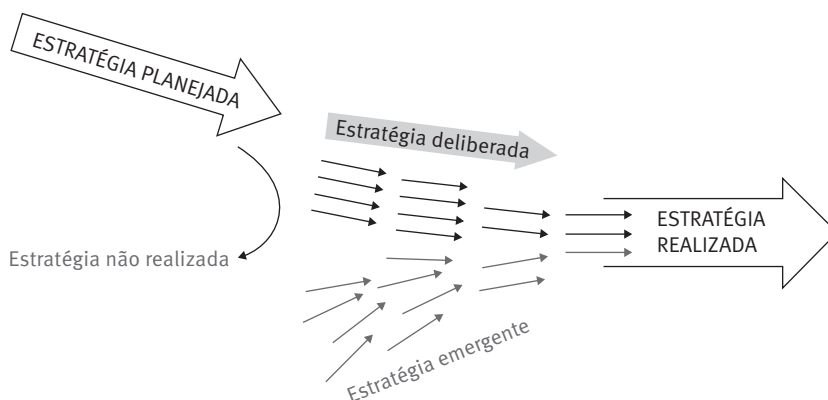 ESTRATÉGIA PLANEJADA
Estratégia deliberada
ESTRATÉGIA
REALIZADA
Estratégia não realizada
Estratégia emergente